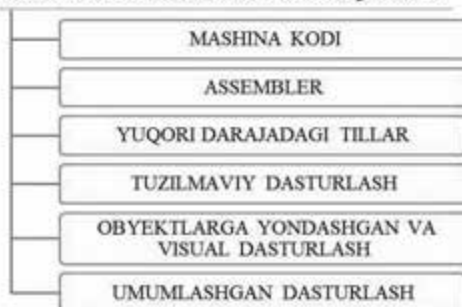 MASHINA KODI
ASSEMBLER
YUQORI DARAJADAGI TILLAR
TUZILMAVIY DASTURLASH
OBYEKTLARGA YONDASHGAN VA
VISUAL DASTURLASH
UMUMLASHGAN DASTURLASH